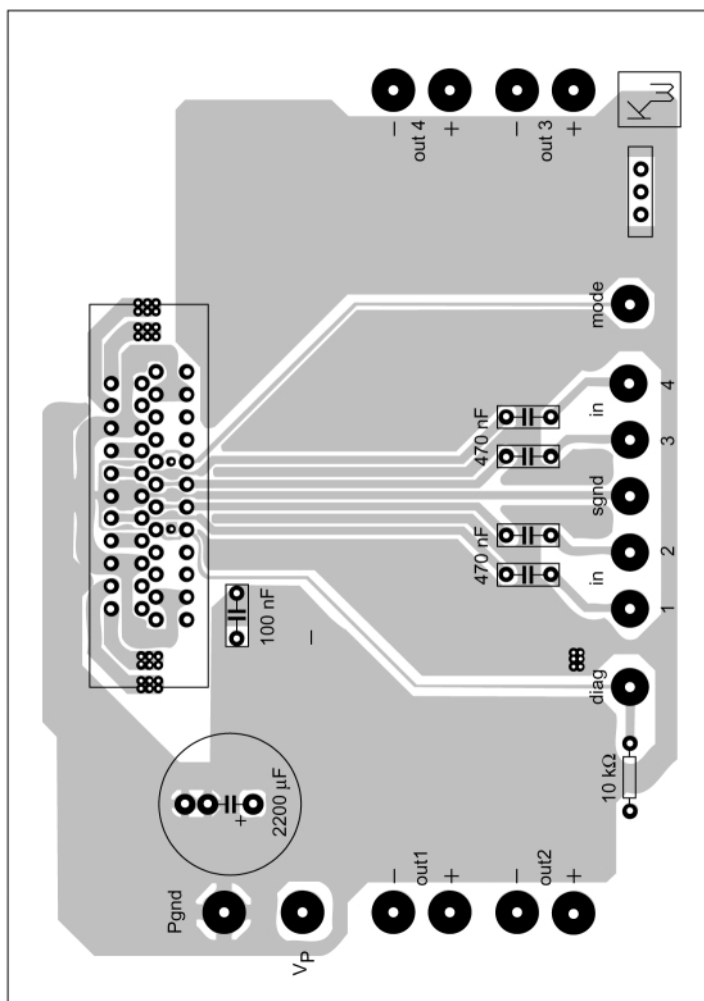 − out 4 +
− out 3 +
KW
mode
470 nF
in 4
3
sgnd
470 nF
in 2
1
100 nF
−
diag
10 kΩ
2200 µF
+
Pgnd
VP
− out1 +
− out2 +